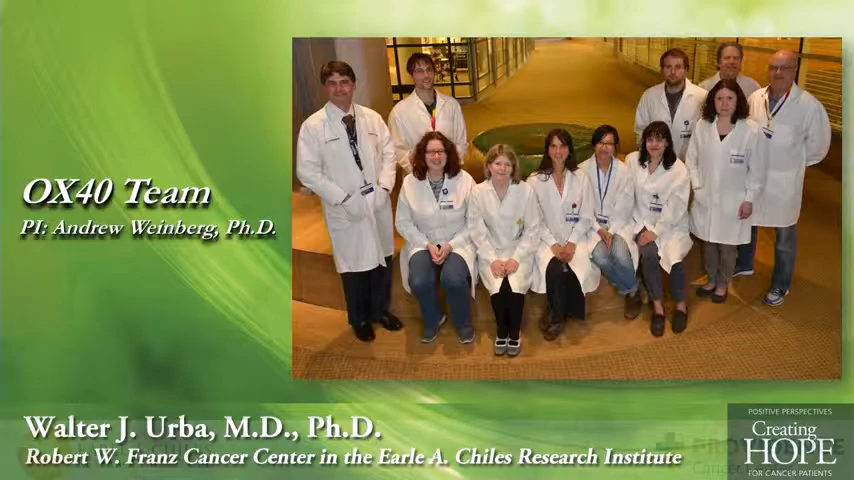 OX40 Team
PI: Andrew Weinberg, Ph.D.
Walter J. Urba, M.D., Ph.D.
Robert W. Franz Cancer Center in the Earle A. Chiles Research Institute
POSITIVE PERSPECTIVES
Creating
HOPE
FOR CANCER PATIENTS